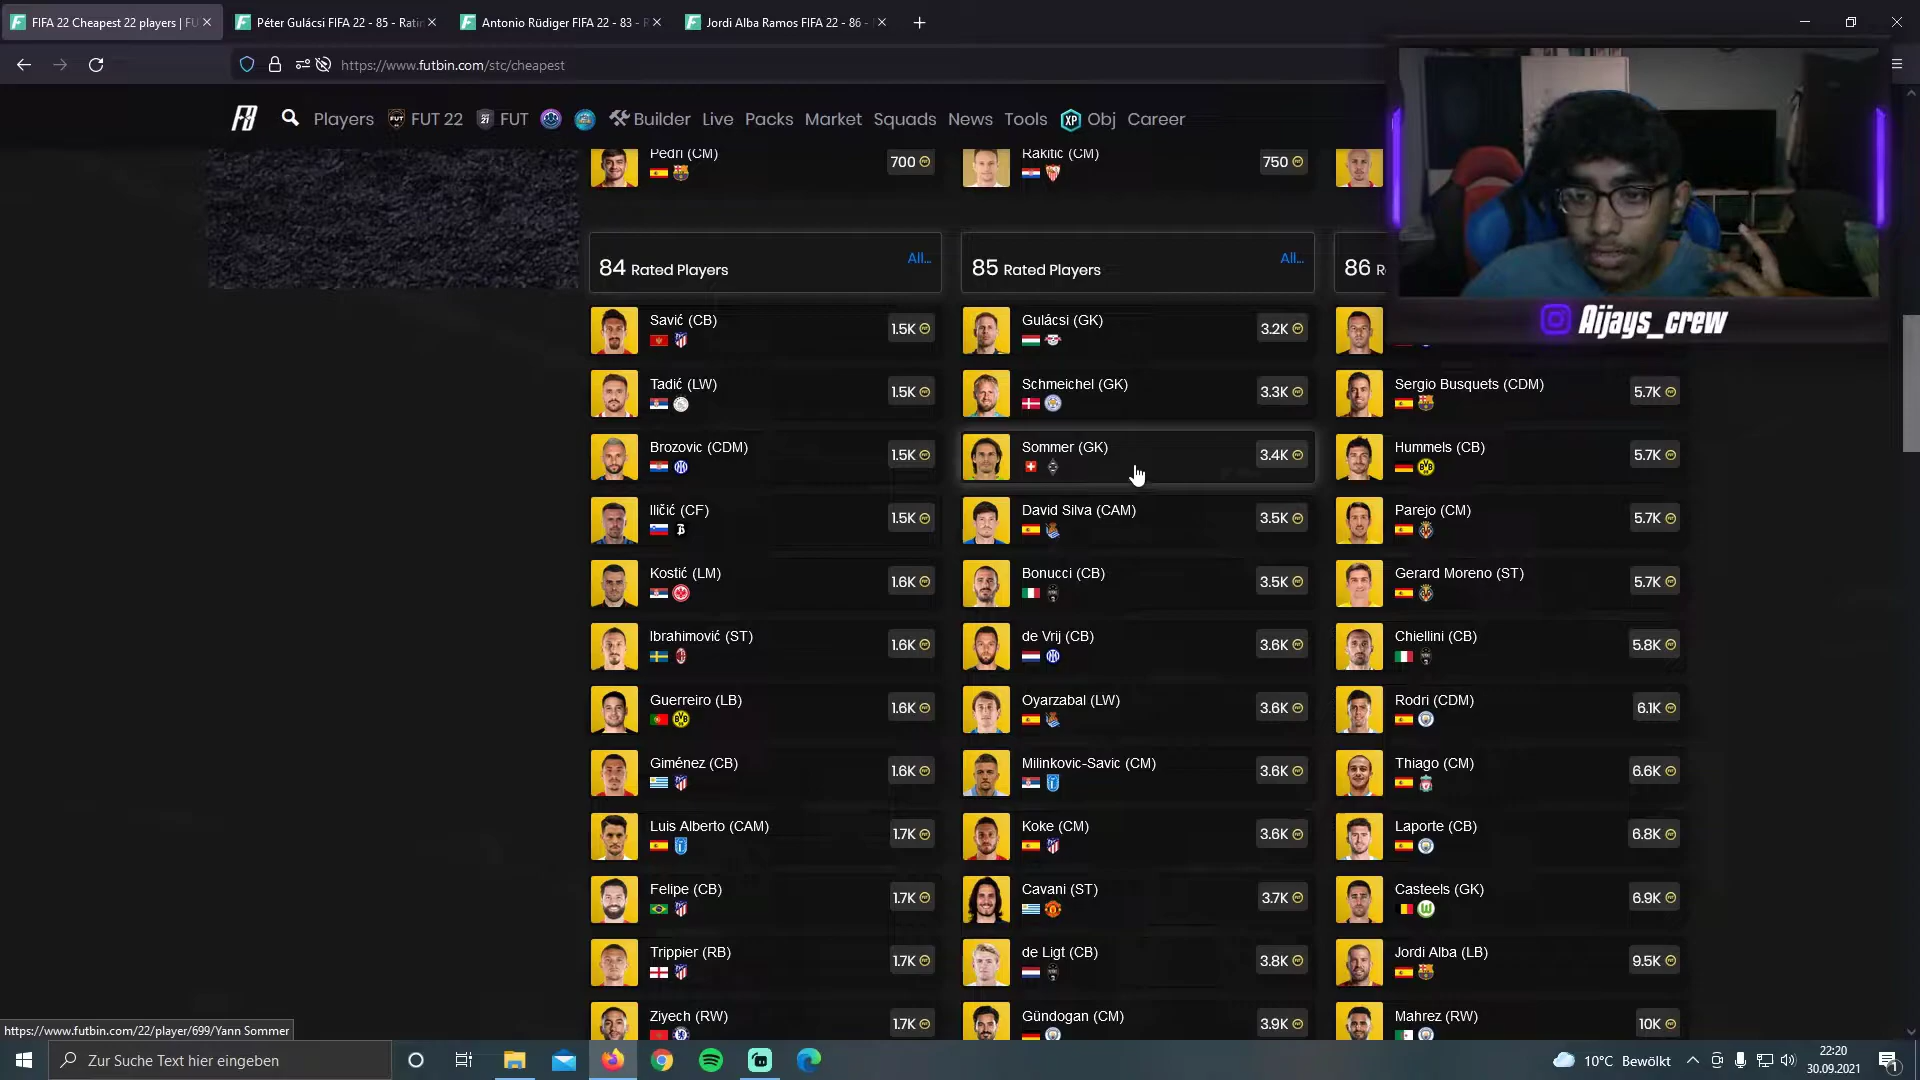 FIFA 22 Cheapest 22 players | FU
Péter Gulácsi FIFA 22 - 85 - Ratin
Antonio Rüdiger FIFA 22 - 83 - R
Jordi Alba Ramos FIFA 22 - 86 -
https://www.futbin.com/stc/cheapest
Players FUT 22 FUT Builder Live Packs Market Squads News Tools Obj Career
Pedri (CM) 700
Rakitic (CM) 750
84 Rated Players All...
85 Rated Players All...
86 R
Aijays_crew
Savić (CB) 1.5K
Gulácsi (GK) 3.2K
Tadić (LW) 1.5K
Schmeichel (GK) 3.3K
Sergio Busquets (CDM) 5.7K
Brozovic (CDM) 1.5K
Sommer (GK) 3.4K
Hummels (CB) 5.7K
Iličić (CF) 1.5K
David Silva (CAM) 3.5K
Parejo (CM) 5.7K
Kostić (LM) 1.6K
Bonucci (CB) 3.5K
Gerard Moreno (ST) 5.7K
Ibrahimović (ST) 1.6K
de Vrij (CB) 3.6K
Chiellini (CB) 5.8K
Guerreiro (LB) 1.6K
Oyarzabal (LW) 3.6K
Rodri (CDM) 6.1K
Giménez (CB) 1.6K
Milinkovic-Savic (CM) 3.6K
Thiago (CM) 6.6K
Luis Alberto (CAM) 1.7K
Koke (CM) 3.6K
Laporte (CB) 6.8K
Felipe (CB) 1.7K
Cavani (ST) 3.7K
Casteels (GK) 6.9K
Trippier (RB) 1.7K
de Ligt (CB) 3.8K
Jordi Alba (LB) 9.5K
Ziyech (RW) 1.7K
Gündogan (CM) 3.9K
Mahrez (RW) 10K
https://www.futbin.com/22/player/699/Yann Sommer
Zur Suche Text hier eingeben
10°C Bewölkt
22:20
30.09.2021